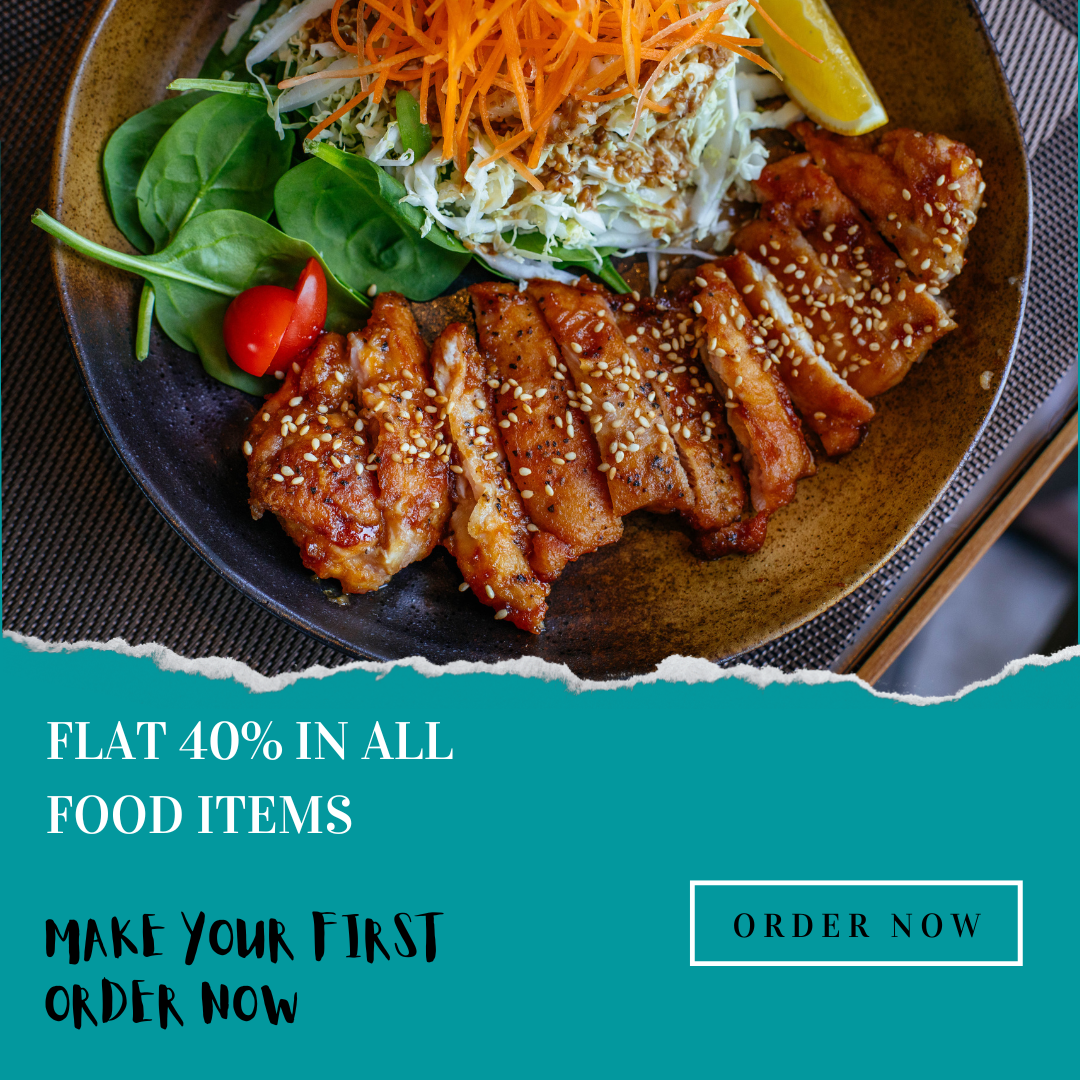 FLAT 40% IN ALL
FOOD ITEMS
MAKE YOUR FIRST
ORDER NOW
ORDER NOW